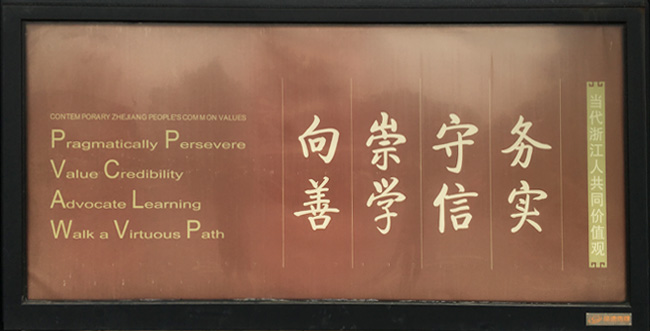 CONTEMPORARY ZHEJIANG PEOPLE'S COMMON VALUES
Pragmatically Persevere
Value Credibility
Advocate Learning
Walk a Virtuous Path
当代浙江人共同价值观
务实
守信
崇学
向善